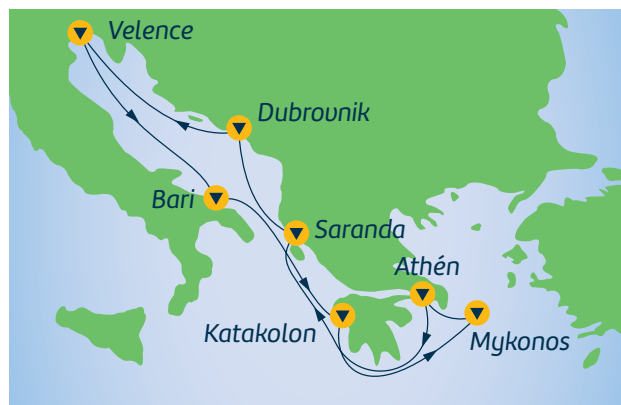 Velence
Dubrovnik
Bari
Saranda
Athén
Katakolon
Mykonos